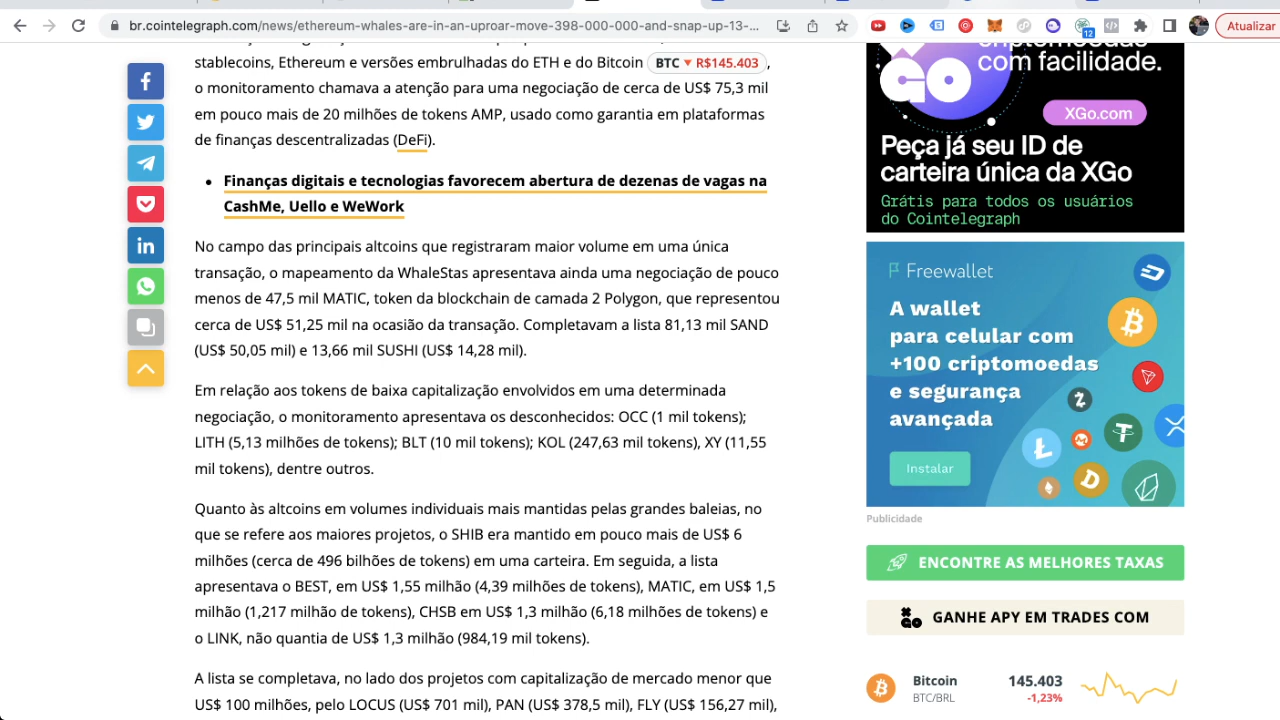 br.cointelegraph.com/news/ethereum-whales-are-in-an-uproar-move-398-000-000-and-snap-up-13-...
12
Atualizar
stablecoins, Ethereum e versões embrulhadas do ETH e do Bitcoin BTC ▼ R$145.403 ,
o monitoramento chamava a atenção para uma negociação de cerca de US$ 75,3 mil
em pouco mais de 20 milhões de tokens AMP, usado como garantia em plataformas
de finanças descentralizadas (DeFi).
• Finanças digitais e tecnologias favorecem abertura de dezenas de vagas na
CashMe, Uello e WeWork
No campo das principais altcoins que registraram maior volume em uma única
transação, o mapeamento da WhaleStas apresentava ainda uma negociação de pouco
menos de 47,5 mil MATIC, token da blockchain de camada 2 Polygon, que representou
cerca de US$ 51,25 mil na ocasião da transação. Completavam a lista 81,13 mil SAND
(US$ 50,05 mil) e 13,66 mil SUSHI (US$ 14,28 mil).
Em relação aos tokens de baixa capitalização envolvidos em uma determinada
negociação, o monitoramento apresentava os desconhecidos: OCC (1 mil tokens);
LITH (5,13 milhões de tokens); BLT (10 mil tokens); KOL (247,63 mil tokens), XY (11,55
mil tokens), dentre outros.
Quanto às altcoins em volumes individuais mais mantidas pelas grandes baleias, no
que se refere aos maiores projetos, o SHIB era mantido em pouco mais de US$ 6
milhões (cerca de 496 bilhões de tokens) em uma carteira. Em seguida, a lista
apresentava o BEST, em US$ 1,55 milhão (4,39 milhões de tokens), MATIC, em US$ 1,5
milhão (1,217 milhão de tokens), CHSB em US$ 1,3 milhão (6,18 milhões de tokens) e
o LINK, não quantia de US$ 1,3 milhão (984,19 mil tokens).
A lista se completava, no lado dos projetos com capitalização de mercado menor que
US$ 100 milhões, pelo LOCUS (US$ 701 mil), PAN (US$ 378,5 mil), FLY (US$ 156,27 mil),
criptomoedas
com facilidade.
XGO
XGo.com
Peça já seu ID de
carteira única da XGo
Grátis para todos os usuários
do Cointelegraph
Freewallet
A wallet
para celular com
+100 criptomoedas
e segurança
avançada
Instalar
Publicidade
ENCONTRE AS MELHORES TAXAS
GANHE APY EM TRADES COM
Bitcoin 145.403
BTC/BRL -1,23%